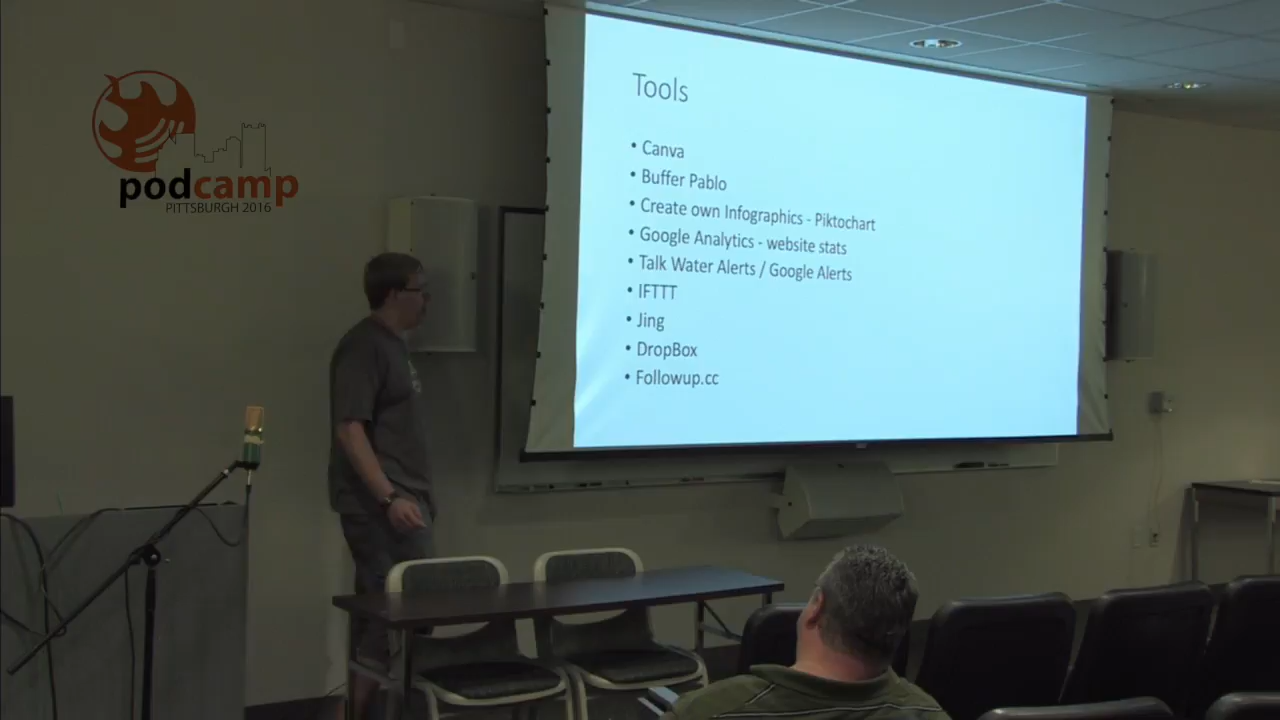 podcamp
PITTSBURGH 2016
Tools
• Canva
• Buffer Pablo
• Create own Infographics - Piktochart
• Google Analytics - website stats
• Talk Water Alerts / Google Alerts
• IFTTT
• Jing
• DropBox
• Followup.cc